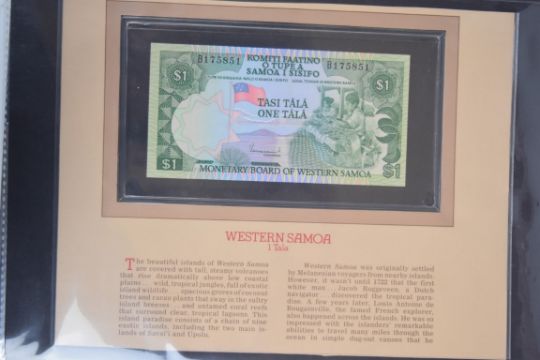 KOMITI FAATINO
B175851
O TUPE A
B175851
SAMOA I SISIFO
$1
$1
TASI TĀLĀ
ONE TĀLĀ
$1
$1
MONETARY BOARD OF WESTERN SAMOA
WESTERN SAMOA
1 Tala
The beautiful islands of Western Samoa
are covered with tall, steamy volcanoes
that rise dramatically above low coastal
plains . . . wild, tropical jungles, full of exotic
island wildlife . . . spacious groves of coconut
trees and canoe plants that sway in the sultry
island breezes . . . and ornated coral reefs
that surround clear, tropical lagoons. This
island paradise consists of a chain of nine
exotic islands, including the two main is-
lands of Savai'i and Upolu.
Western Samoa was originally settled
by Melanesian voyagers from nearby islands.
However, it wasn't until 1722 that the first
white man . . . Jacob Roggeveen, a Dutch
navigator . . . discovered the tropical para-
dise. A few years later, Louis Antoine de
Bougainville, the famed French explorer,
also happened across the islands. He was so
impressed with the islanders' remarkable
abilities to travel many miles through the
ocean in simple dug-out canoes that he